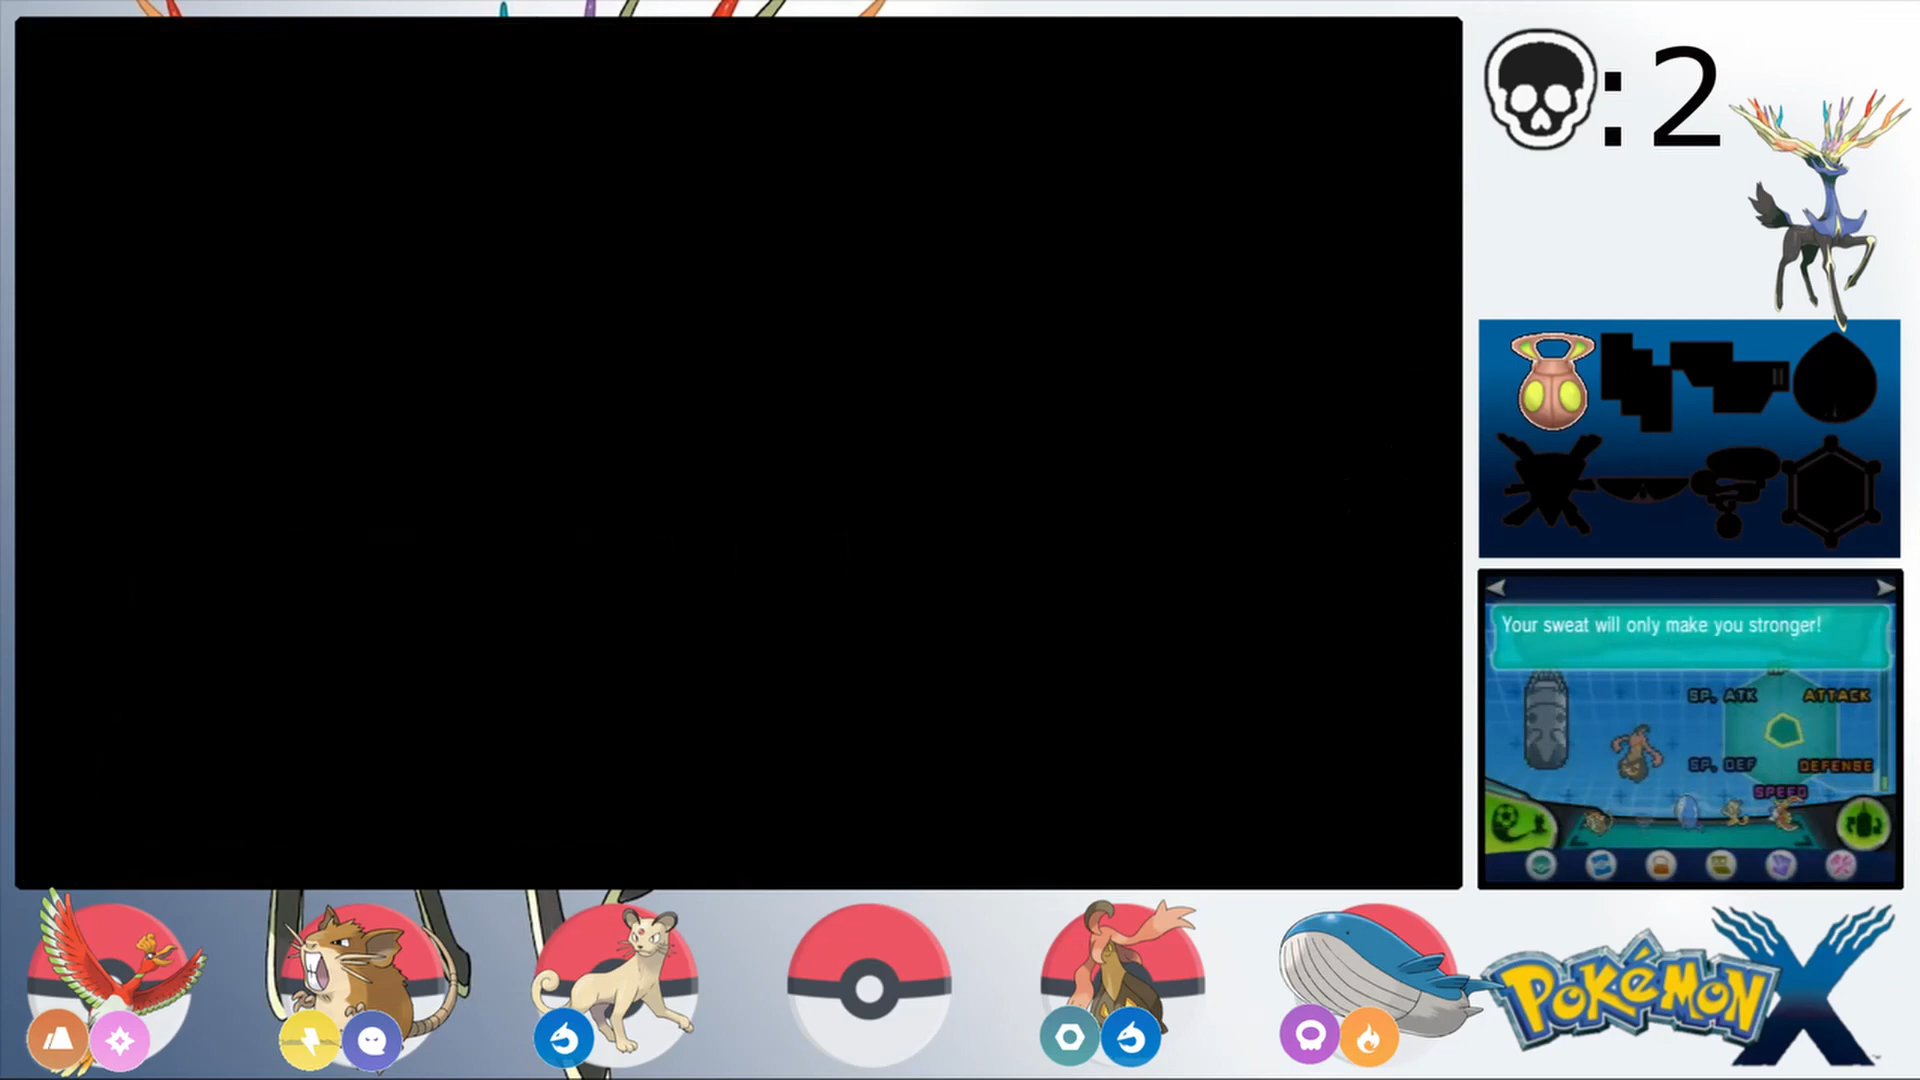 :2
Your sweat will only make you stronger!
SP. ATK
ATTACK
SP. DEF
DEFENSE
SPEED
POKéMON X